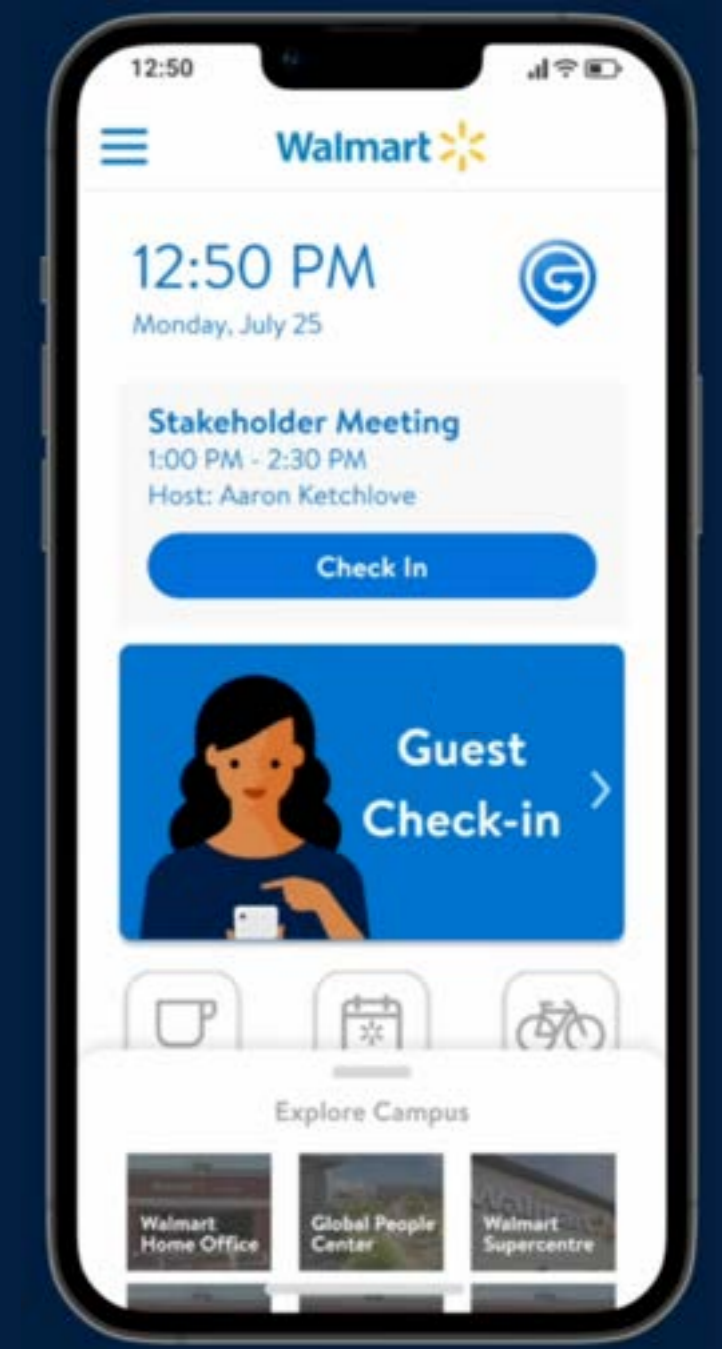 12:50
Walmart
12:50 PM
Monday, July 25
Stakeholder Meeting
1:00 PM - 2:30 PM
Host: Aaron Ketchlove
Check In
Guest
Check-in
Explore Campus
Walmart
Home Office
Global People
Center
Walmart
Supercentre